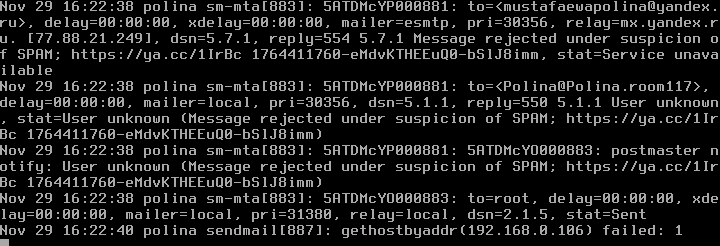 Nov 29 16:22:38 polina sm-mta[883]: 5ATDMcYP000881: to=<mustafaewapolina@yandex.
ru>, delay=00:00:00, xdelay=00:00:00, mailer=esmtp, pri=30356, relay=mx.yandex.r
u. [77.88.21.249], dsn=5.7.1, reply=554 5.7.1 Message rejected under suspicion o
f SPAM; https://ya.cc/1IrBc 1764411760-eMdvKTHEEuQ0-bSlJ8imm, stat=Service unava
ilable
Nov 29 16:22:38 polina sm-mta[883]: 5ATDMcYP000881: to=<Polina@Polina.room117>,
delay=00:00:00, mailer=local, pri=30356, dsn=5.1.1, reply=550 5.1.1 User unknown
, stat=User unknown (Message rejected under suspicion of SPAM; https://ya.cc/1Ir
Bc 1764411760-eMdvKTHEEuQ0-bSlJ8imm)
Nov 29 16:22:38 polina sm-mta[883]: 5ATDMcYP000881: 5ATDMcYO000883: postmaster n
otify: User unknown (Message rejected under suspicion of SPAM; https://ya.cc/1Ir
Bc 1764411760-eMdvKTHEEuQ0-bSlJ8imm)
Nov 29 16:22:38 polina sm-mta[883]: 5ATDMcYO000883: to=root, delay=00:00:00, xde
lay=00:00:00, mailer=local, pri=31380, relay=local, dsn=2.1.5, stat=Sent
Nov 29 16:22:40 polina sendmail[887]: gethostbyaddr(192.168.0.106) failed: 1